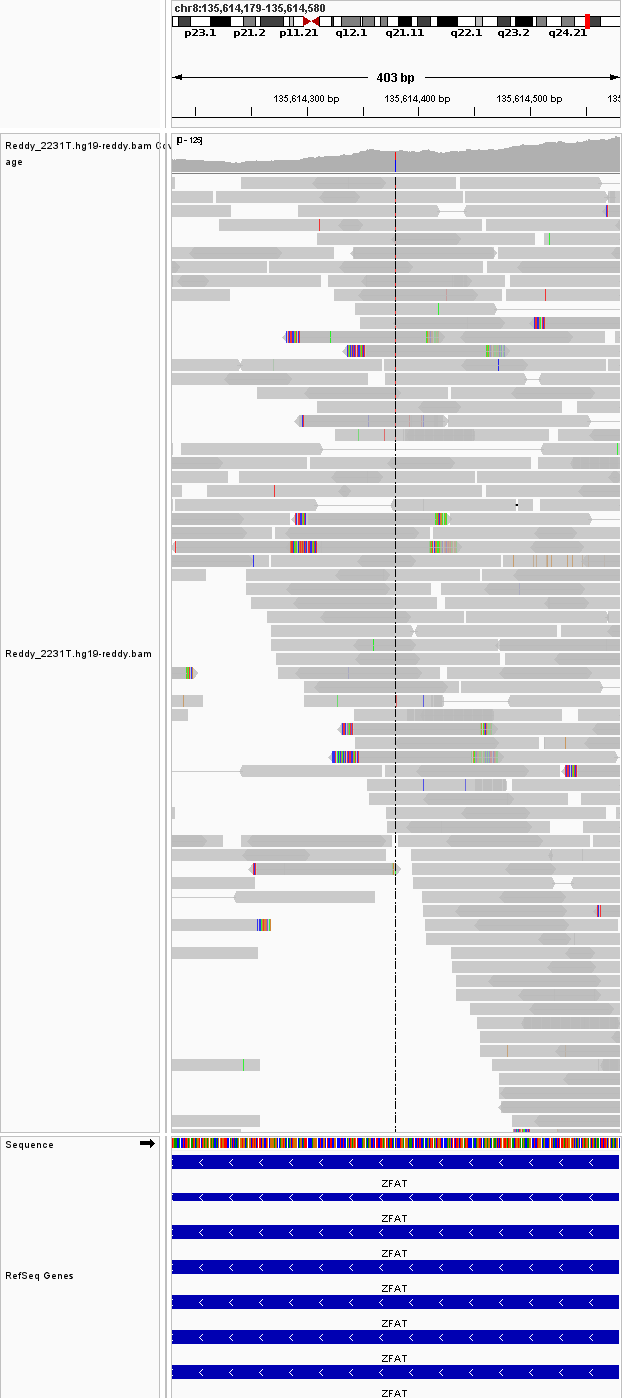 chr8:135,614,179-135,614,580
p23.1 p21.2 p11.21 q12.1 q21.11 q22.1 q23.2 q24.21
403 bp
135,614,300 bp 135,614,400 bp 135,614,500 bp
Reddy_2231T.hg19-reddy.bam Cov
age
[0 - 125]
Reddy_2231T.hg19-reddy.bam
Sequence
ZFAT
ZFAT
ZFAT
RefSeq Genes
ZFAT
ZFAT
ZFAT
ZFAT